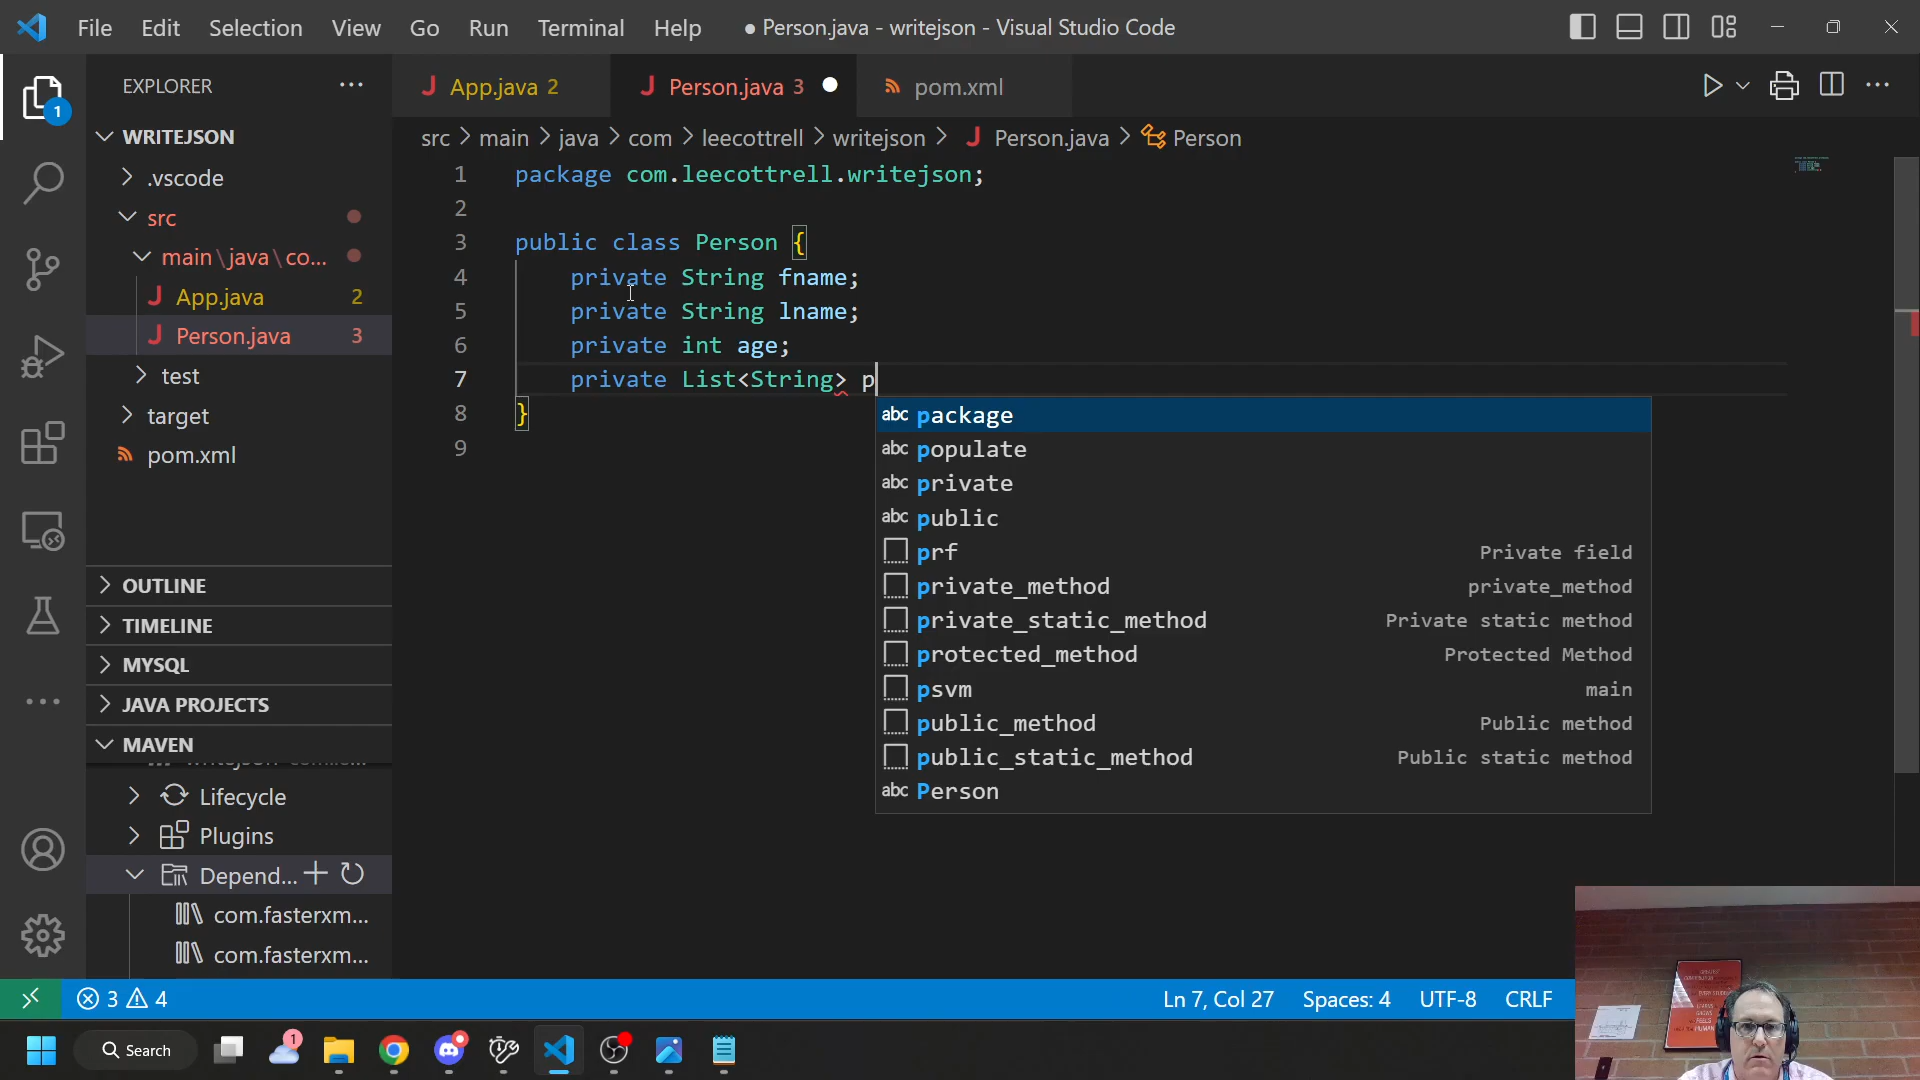 File Edit Selection View Go Run Terminal Help ● Person.java - writejson - Visual Studio Code
EXPLORER ···
App.java 2 Person.java 3 pom.xml
src > main > java > com > leecottrell > writejson > Person.java > Person
WRITEJSON
.vscode
src
main\java\co...
App.java 2
Person.java 3
test
target
pom.xml
1 package com.leecottrell.writejson;
2
3 public class Person {
4 private String fname;
5 private String lname;
6 private int age;
7 private List<String> p
8 }
9
package
populate
private
public
prf Private field
private_method private_method
private_static_method Private static method
protected_method Protected Method
psvm main
public_method Public method
public_static_method Public static method
Person
OUTLINE
TIMELINE
MYSQL
JAVA PROJECTS
MAVEN
Lifecycle
Plugins
Depend...
com.fasterxm...
com.fasterxm...
1
3 4 Ln 7, Col 27 Spaces: 4 UTF-8 CRLF
Search 1